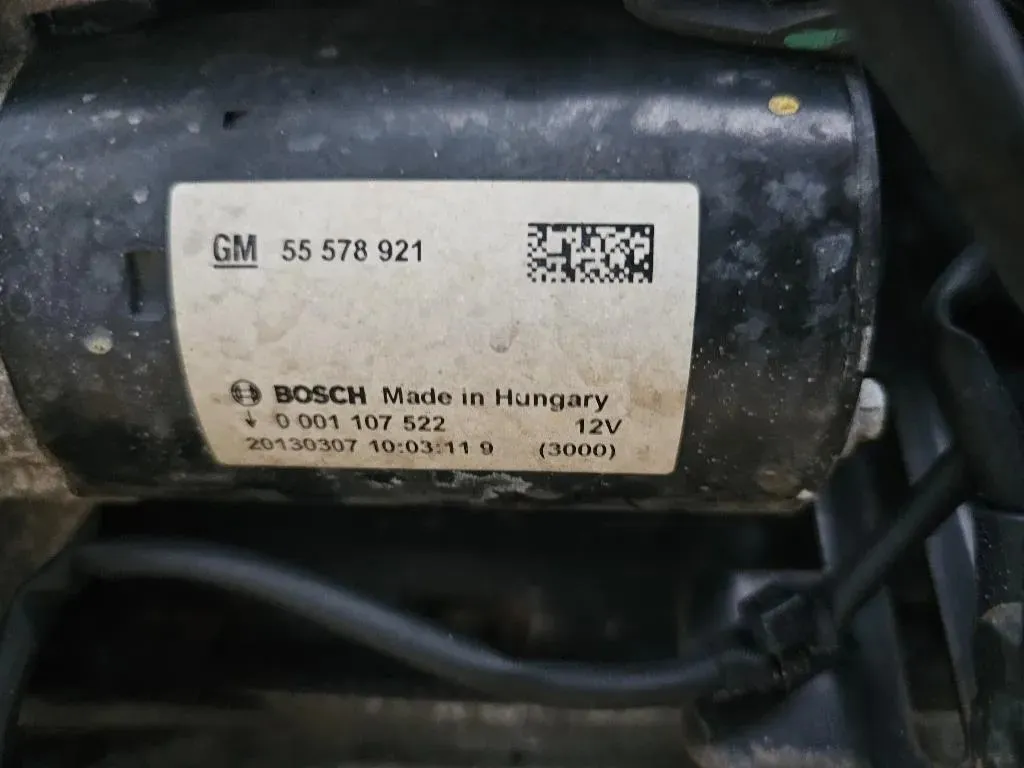 GM 55 578 921
BOSCH Made in Hungary
↓ 0 001 107 522 12V
20130307 10:03:11 9 (3000)